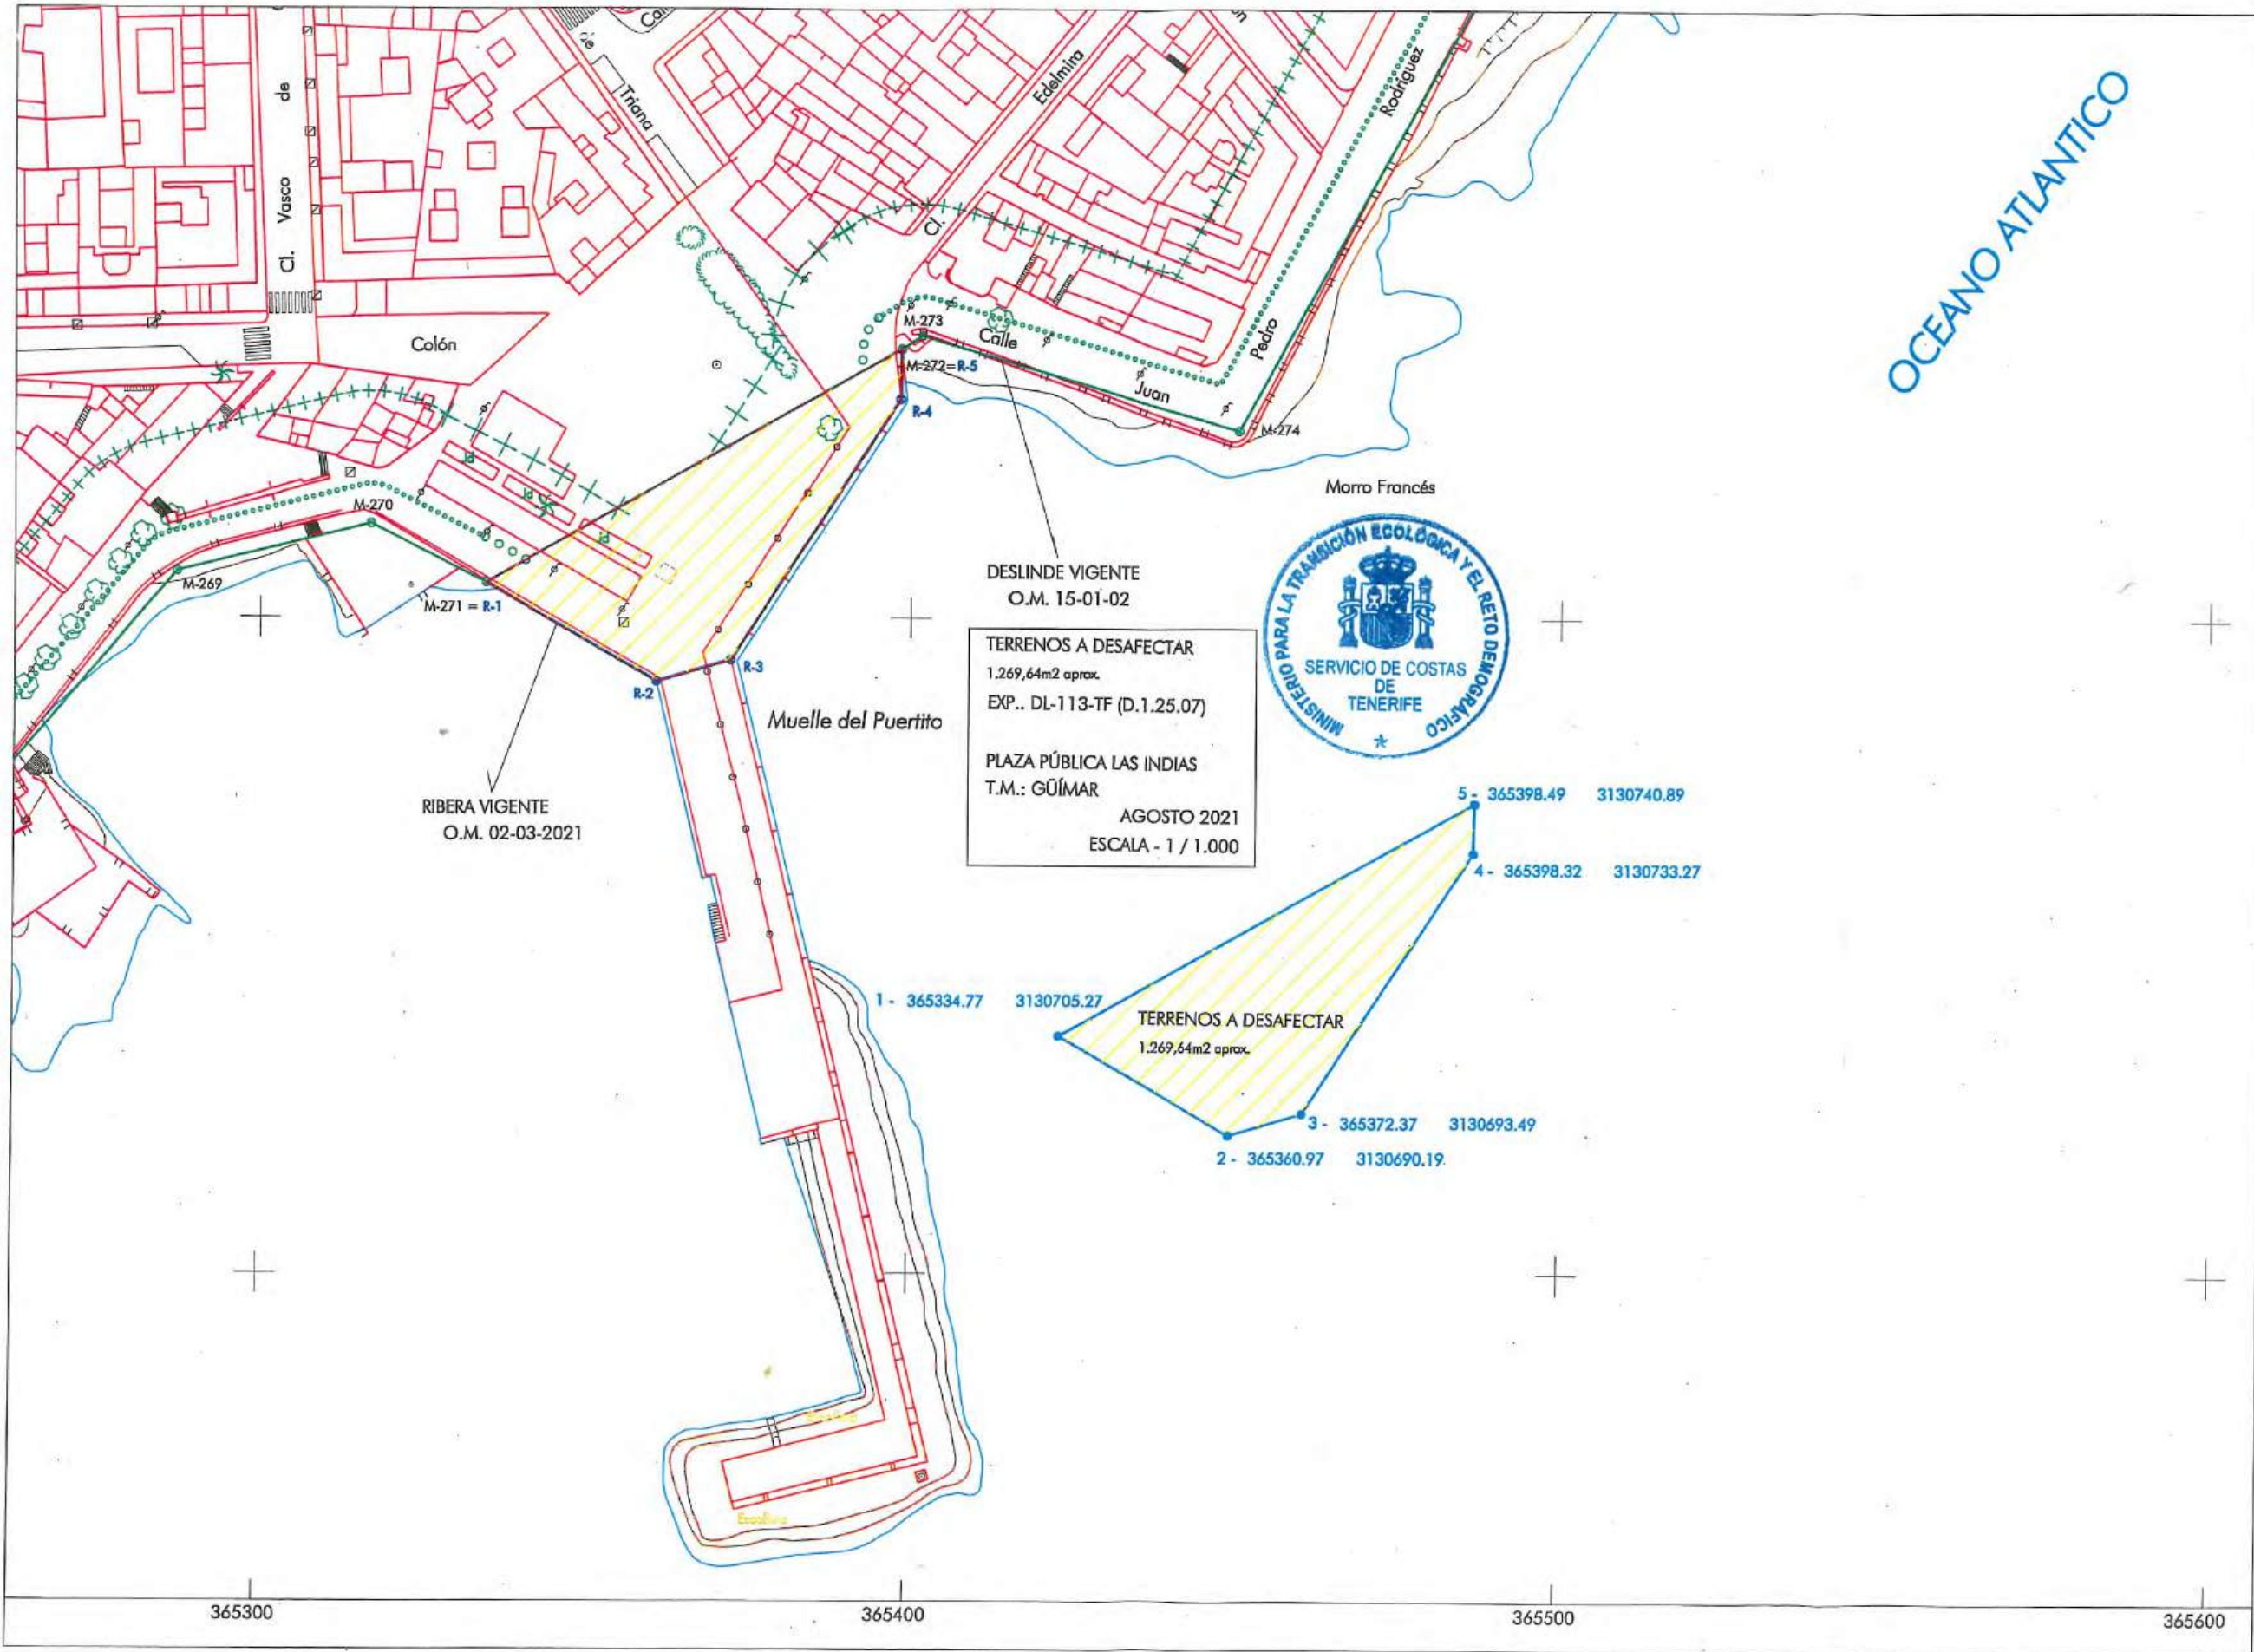 de
Triana
Edelmira
Rodríguez
de
Vasco
Cl.
Cl.
OCEANO ATLANTICO
Colón
M-273
Calle
Pedro
M-272=R-5
Juan
R-4
M-274
Morro Francés
jd
jd
jd
M-270
M-269
M-271 = R-1
DESLINDE VIGENTE
O.M. 15-01-02
R-3
R-2
Muelle del Puertito
TERRENOS A DESAFECTAR
1.269,64m2 aprox.
EXP.. DL-113-TF (D.1.25.07)
PLAZA PÚBLICA LAS INDIAS
T.M.: GÜÍMAR
AGOSTO 2021
ESCALA - 1 / 1.000
MINISTERIO PARA LA TRANSICIÓN ECOLÓGICA Y EL RETO DEMOGRÁFICO
SERVICIO DE COSTAS
DE
TENERIFE
RIBERA VIGENTE
O.M. 02-03-2021
5 - 365398.49 3130740.89
4 - 365398.32 3130733.27
1 - 365334.77 3130705.27
TERRENOS A DESAFECTAR
1.269,64m2 aprox.
3 - 365372.37 3130693.49
2 - 365360.97 3130690.19
Escollera
Escollera
365300
365400
365500
365600